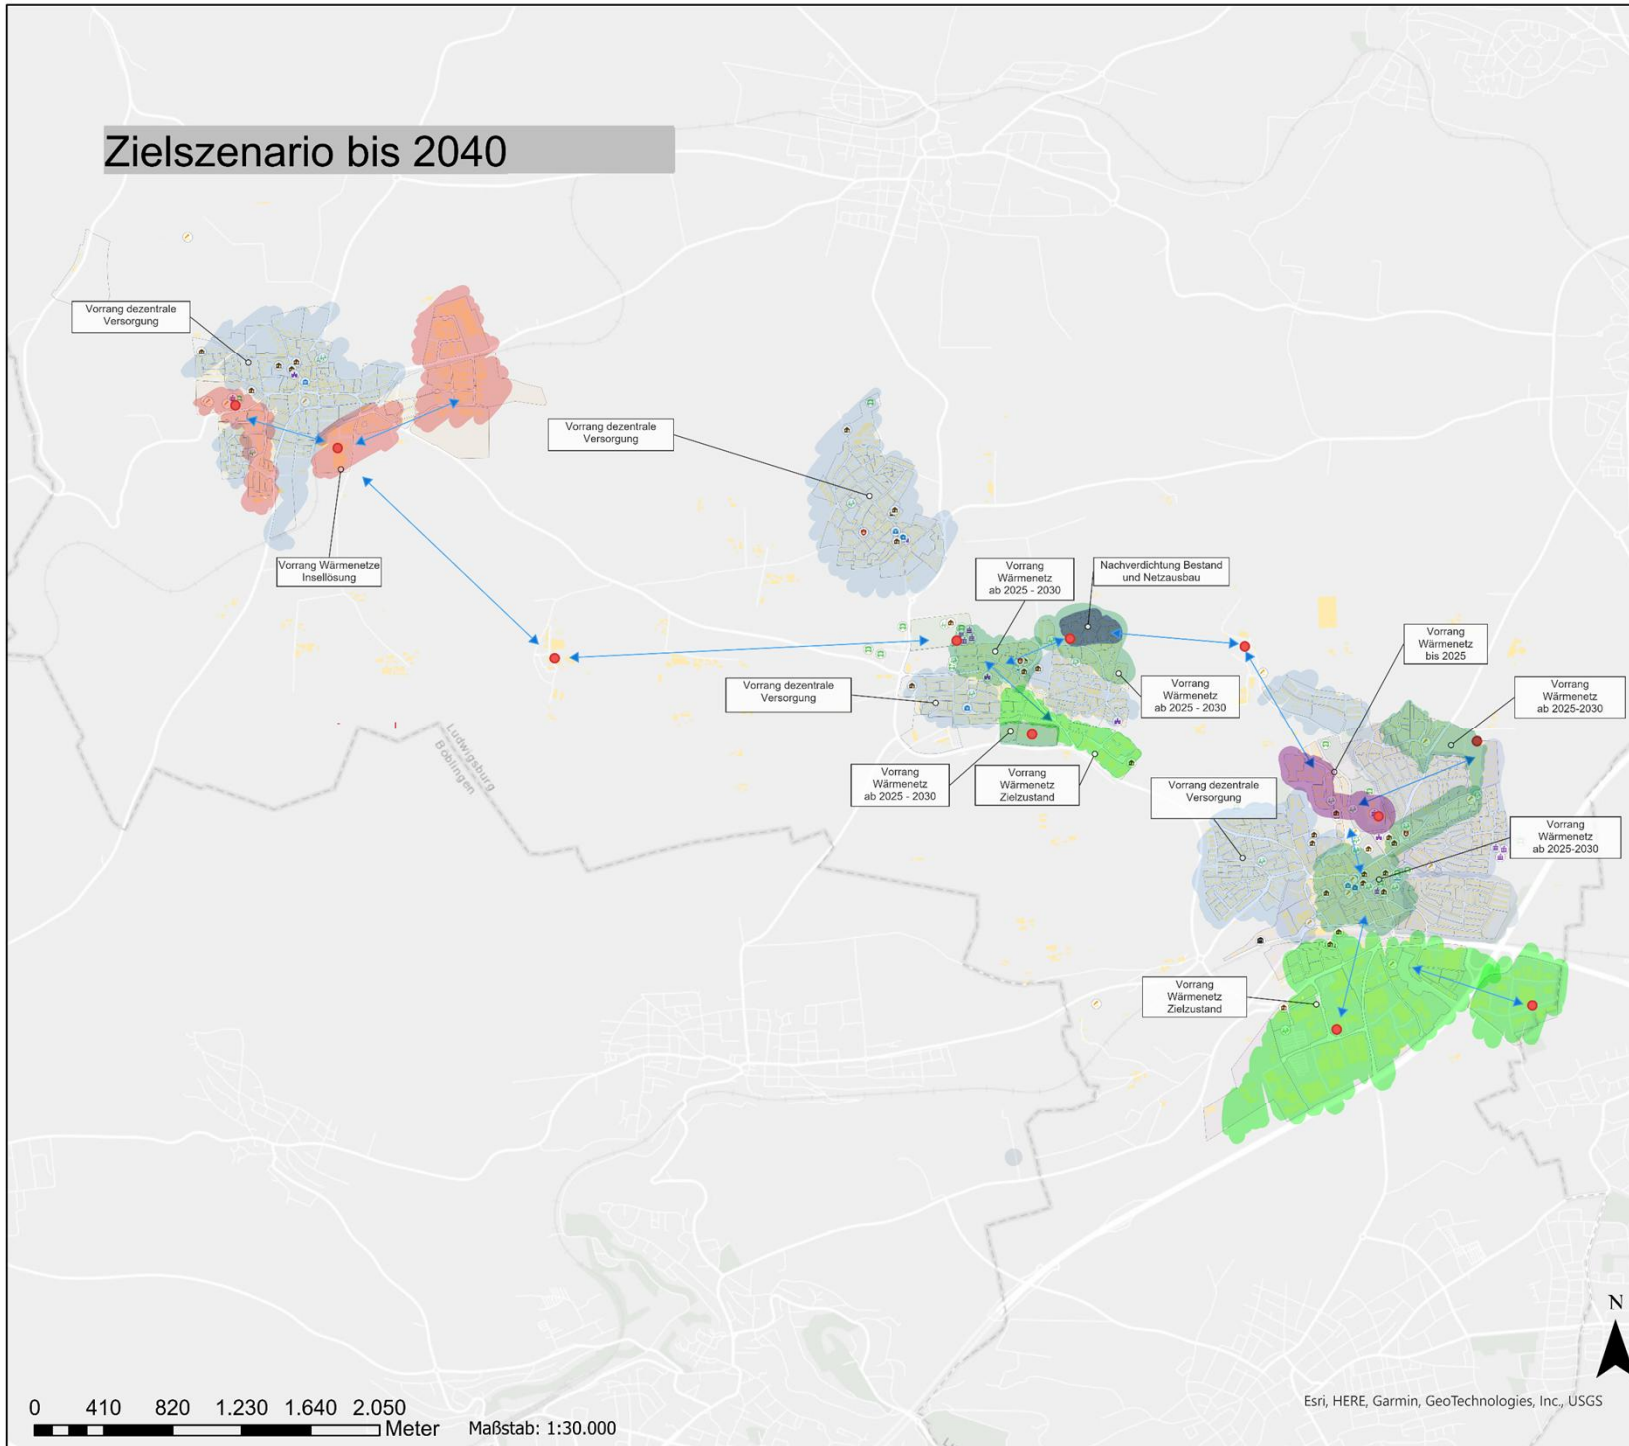 Zielszenario bis 2040
Vorrang dezentrale
Versorgung
Vorrang dezentrale
Versorgung
Vorrang Wärmenetze
Insellösung
Vorrang
Wärmenetz
ab 2025 - 2030
Nachverdichtung Bestand
und Netzausbau
Vorrang
Wärmenetz
bis 2025
Vorrang dezentrale
Versorgung
Vorrang
Wärmenetz
ab 2025 - 2030
Vorrang
Wärmenetz
ab 2025-2030
Ludwigsburg
Böblingen
Vorrang
Wärmenetz
ab 2025 - 2030
Vorrang
Wärmenetz
Zielzustand
Vorrang dezentrale
Versorgung
Vorrang
Wärmenetz
ab 2025-2030
Vorrang
Wärmenetz
Zielzustand
N
Esri, HERE, Garmin, GeoTechnologies, Inc., USGS
0 410 820 1.230 1.640 2.050
Meter
Maßstab: 1:30.000